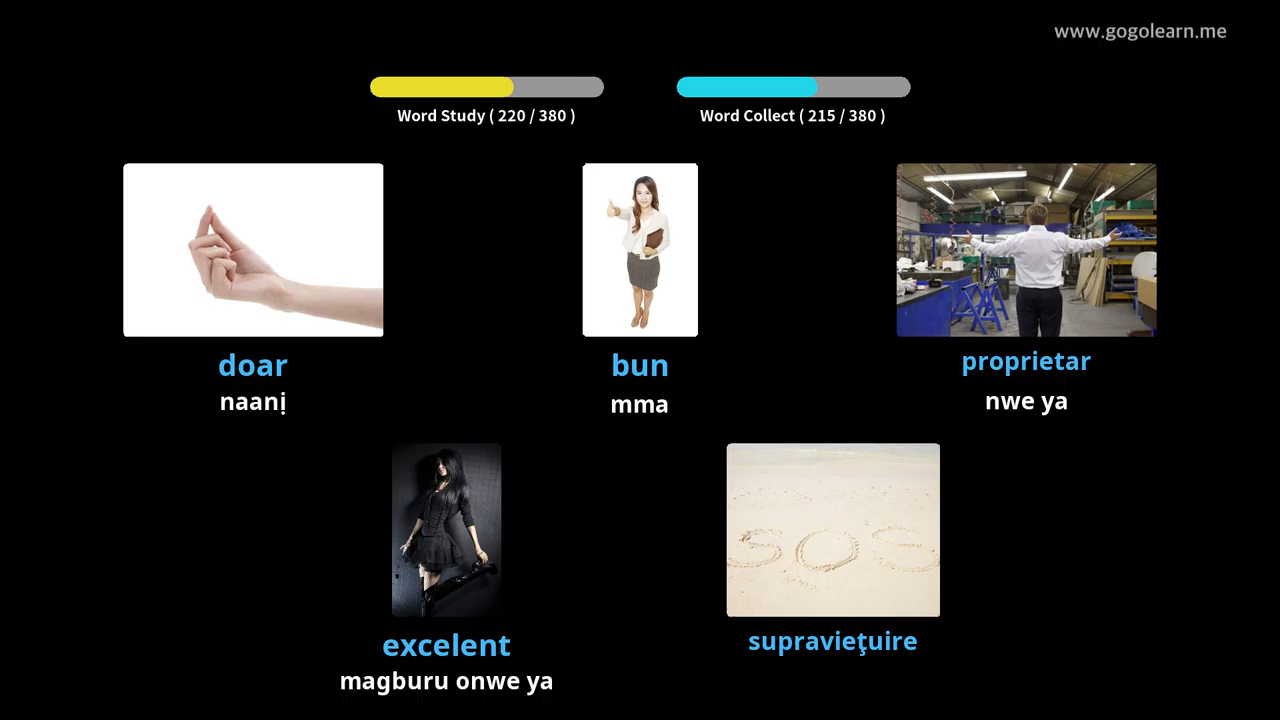 www.gogolearn.me
Word Study ( 220 / 380 )
Word Collect ( 215 / 380 )
doar
naanị
bun
mma
proprietar
nwe ya
excelent
magburu onwe ya
supravieţuire
SOS